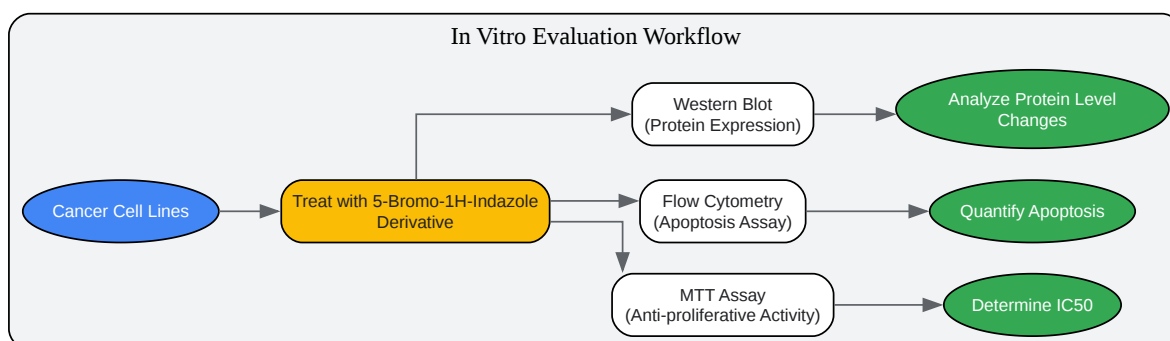 In Vitro Evaluation Workflow
Cancer Cell Lines
Treat with 5-Bromo-1H-Indazole
Derivative
Western Blot
(Protein Expression)
Analyze Protein Level
Changes
Flow Cytometry
(Apoptosis Assay)
Quantify Apoptosis
MTT Assay
(Anti-proliferative Activity)
Determine IC50